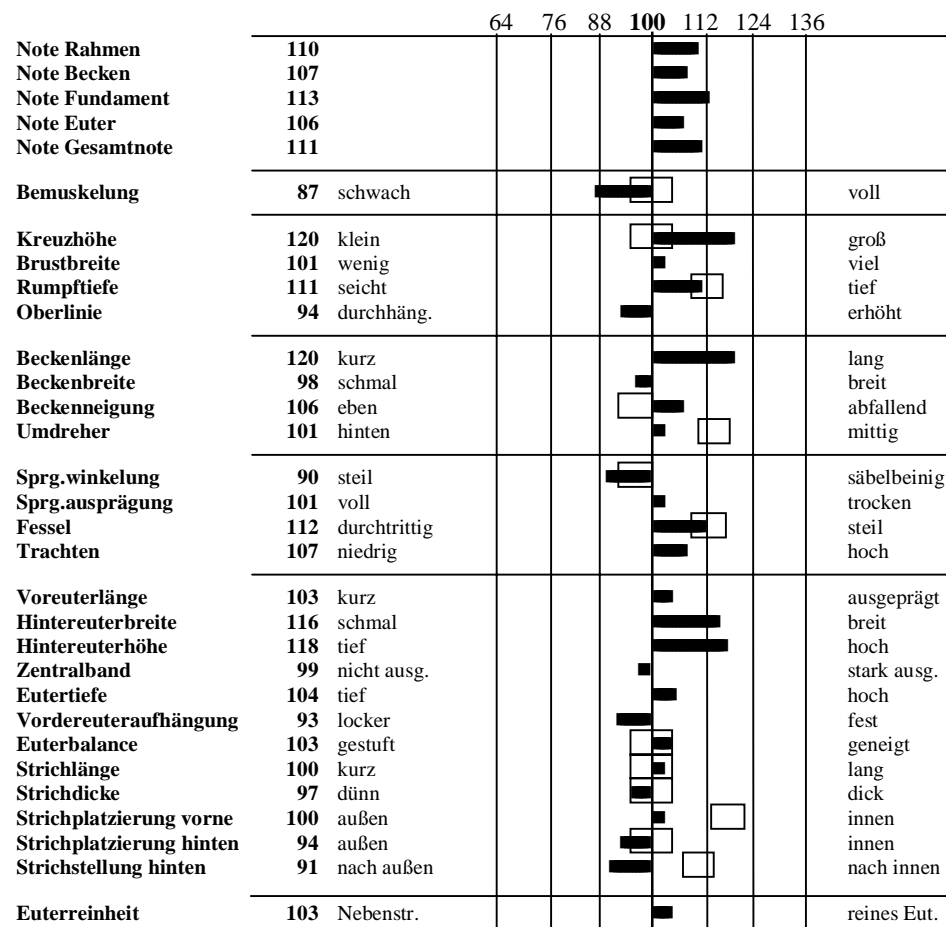 64 76 88 100 112 124 136
Note Rahmen 110
Note Becken 107
Note Fundament 113
Note Euter 106
Note Gesamtnote 111
Bemuskelung 87 schwach voll
Kreuzhöhe 120 klein groß
Brustbreite 101 wenig viel
Rumpftiefe 111 seicht tief
Oberlinie 94 durchhäng. erhöht
Beckenlänge 120 kurz lang
Beckenbreite 98 schmal breit
Beckenneigung 106 eben abfallend
Umdreher 101 hinten mittig
Sprg.winkelung 90 steil säbelbeinig
Sprg.ausprägung 101 voll trocken
Fessel 112 durchtrittig steil
Trachten 107 niedrig hoch
Voreuterlänge 103 kurz ausgeprägt
Hintereuterbreite 116 schmal breit
Hintereuterhöhe 118 tief hoch
Zentralband 99 nicht ausg. stark ausg.
Eutertiefe 104 tief hoch
Vordereuteraufhängung 93 locker fest
Euterbalance 103 gestuft geneigt
Strichlänge 100 kurz lang
Strichdicke 97 dünn dick
Strichplatzierung vorne 100 außen innen
Strichplatzierung hinten 94 außen innen
Strichstellung hinten 91 nach außen nach innen
Euterreinheit 103 Nebenstr. reines Eut.